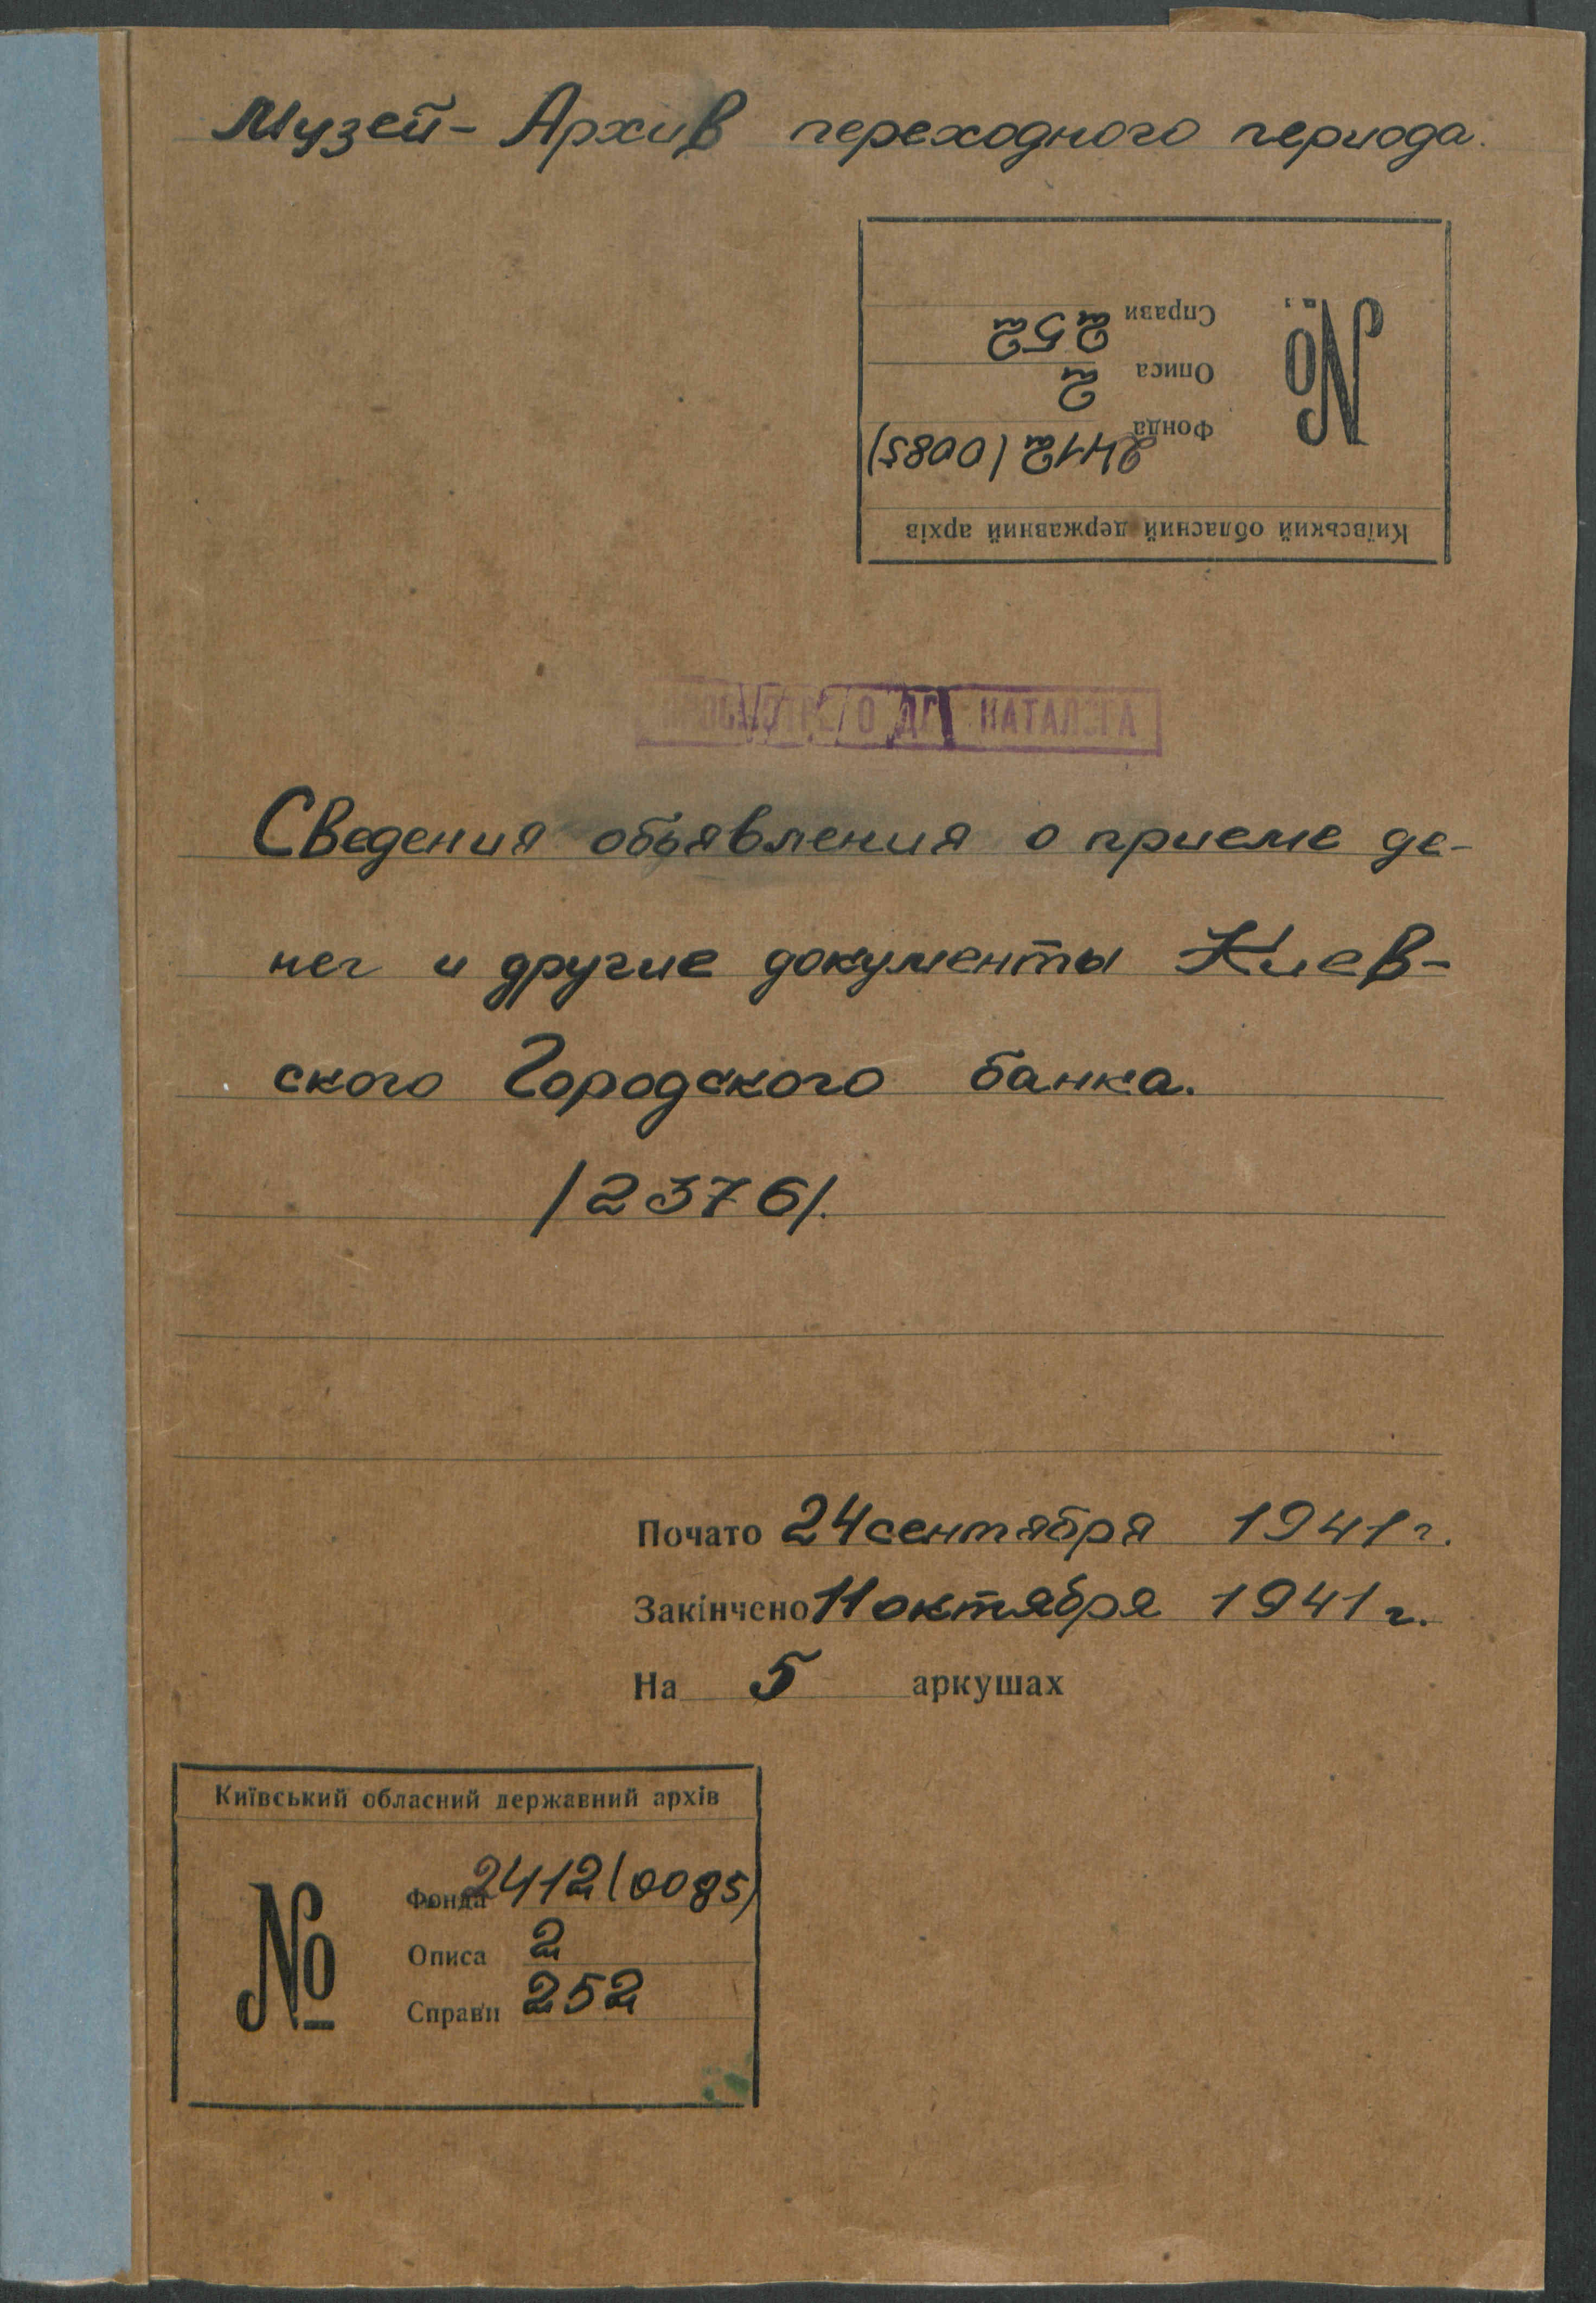 Музей - Архив переходного периода.
Київський обласний державний архів
№
Фонда 2412 (0085)
Описа 2
Справи 252
КАТАЛОГА
Сведения объявления о приеме де-
нег и другие документы Киев-
ского Городского банка.
/2376/.
Почато 24 сентября 1941 г.
Закінчено 11 октября 1941 г.
На 5 аркушах
Київський обласний державний архів
№
Фонда 2412 (0085)
Описа 2
Справи 252